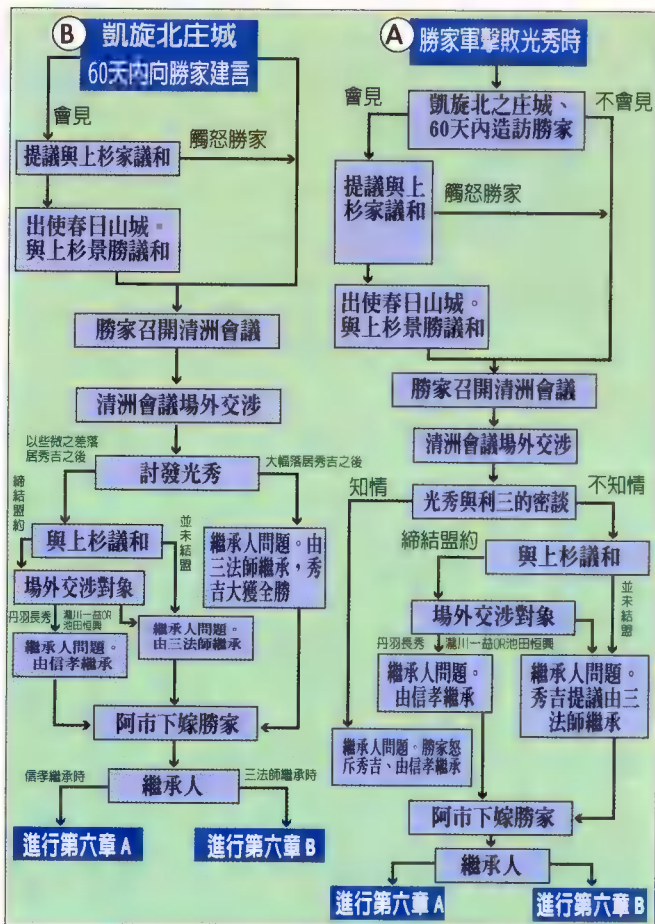 B
凱旋北庄城
60天內向勝家建言
會見
觸怒勝家
提議與上杉家議和
出使春日山城。
與上杉景勝議和
勝家召開清洲會議
清洲會議場外交涉
以些微之差落
居秀吉之後
大幅落居秀吉之後
討發光秀
締結盟約
與上杉議和
並未結盟
繼承人問題。由
三法師繼承，秀
吉大獲全勝
場外交涉對象
丹羽長秀
瀧川一益OR池田恒興
繼承人問題。
由信孝繼承
繼承人問題。
由三法師繼承
阿市下嫁勝家
信孝繼承時
三法師繼承時
繼承人
進行第六章 A
進行第六章 B
A
勝家軍擊敗光秀時
會見
不會見
凱旋北之庄城、
60天內造訪勝家
提議與上
杉家議和
觸怒勝家
出使春日山城。
與上杉景勝議和
勝家召開清洲會議
清洲會議場外交涉
知情
不知情
光秀與利三的密談
締結盟約
與上杉議和
並未結盟
場外交涉對象
丹羽長秀
瀧川一益OR池田恒興
繼承人問題。
由信孝繼承
繼承人問題。
秀吉提議由三
法師繼承
繼承人問題。勝家怒
斥秀吉、由信孝繼承
阿市下嫁勝家
繼承人
進行第六章 A
進行第六章 B